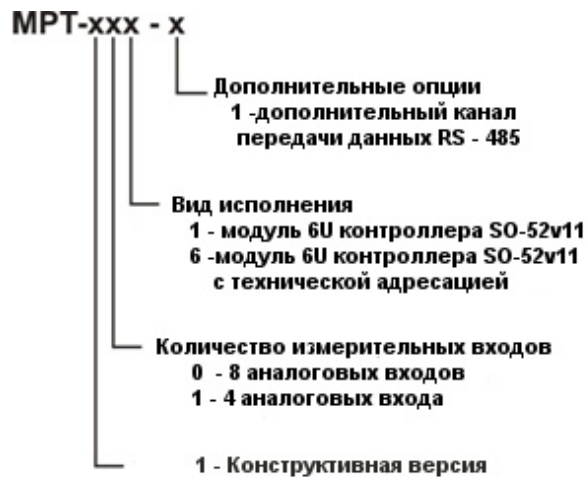 МРТ-xxx - x
Дополнительные опции
1 -дополнительный канал
передачи данных RS - 485
Вид исполнения
1 - модуль 6U контроллера SO-52v11
6 -модуль 6U контроллера SO-52v11
с технической адресацией
Количество измерительных входов
0 - 8 аналоговых входов
1 - 4 аналоговых входа
1 - Конструктивная версия